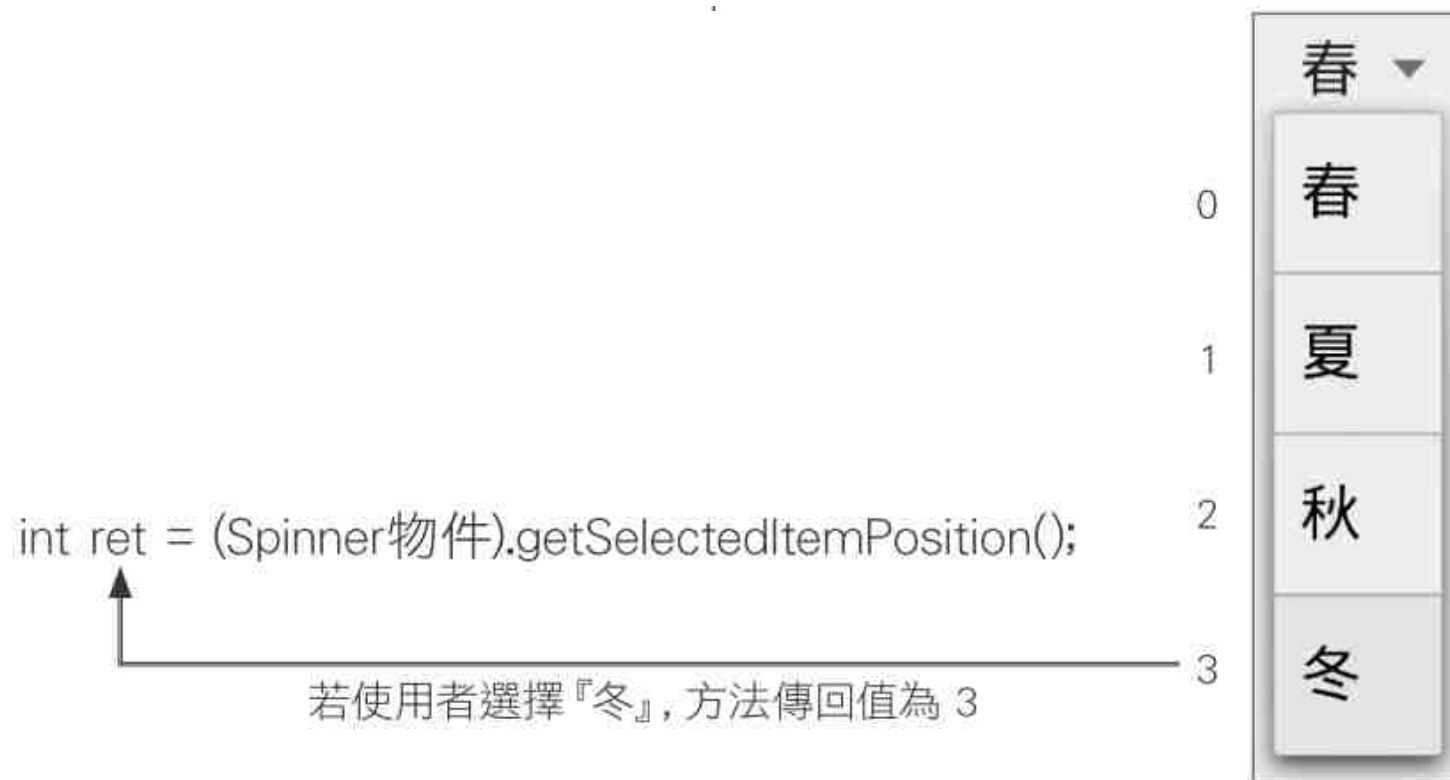 春
0 春
1 夏
2 秋
int ret = (Spinner物件).getSelectedItemPosition();
3 冬
若使用者選擇『冬』, 方法傳回值為 3